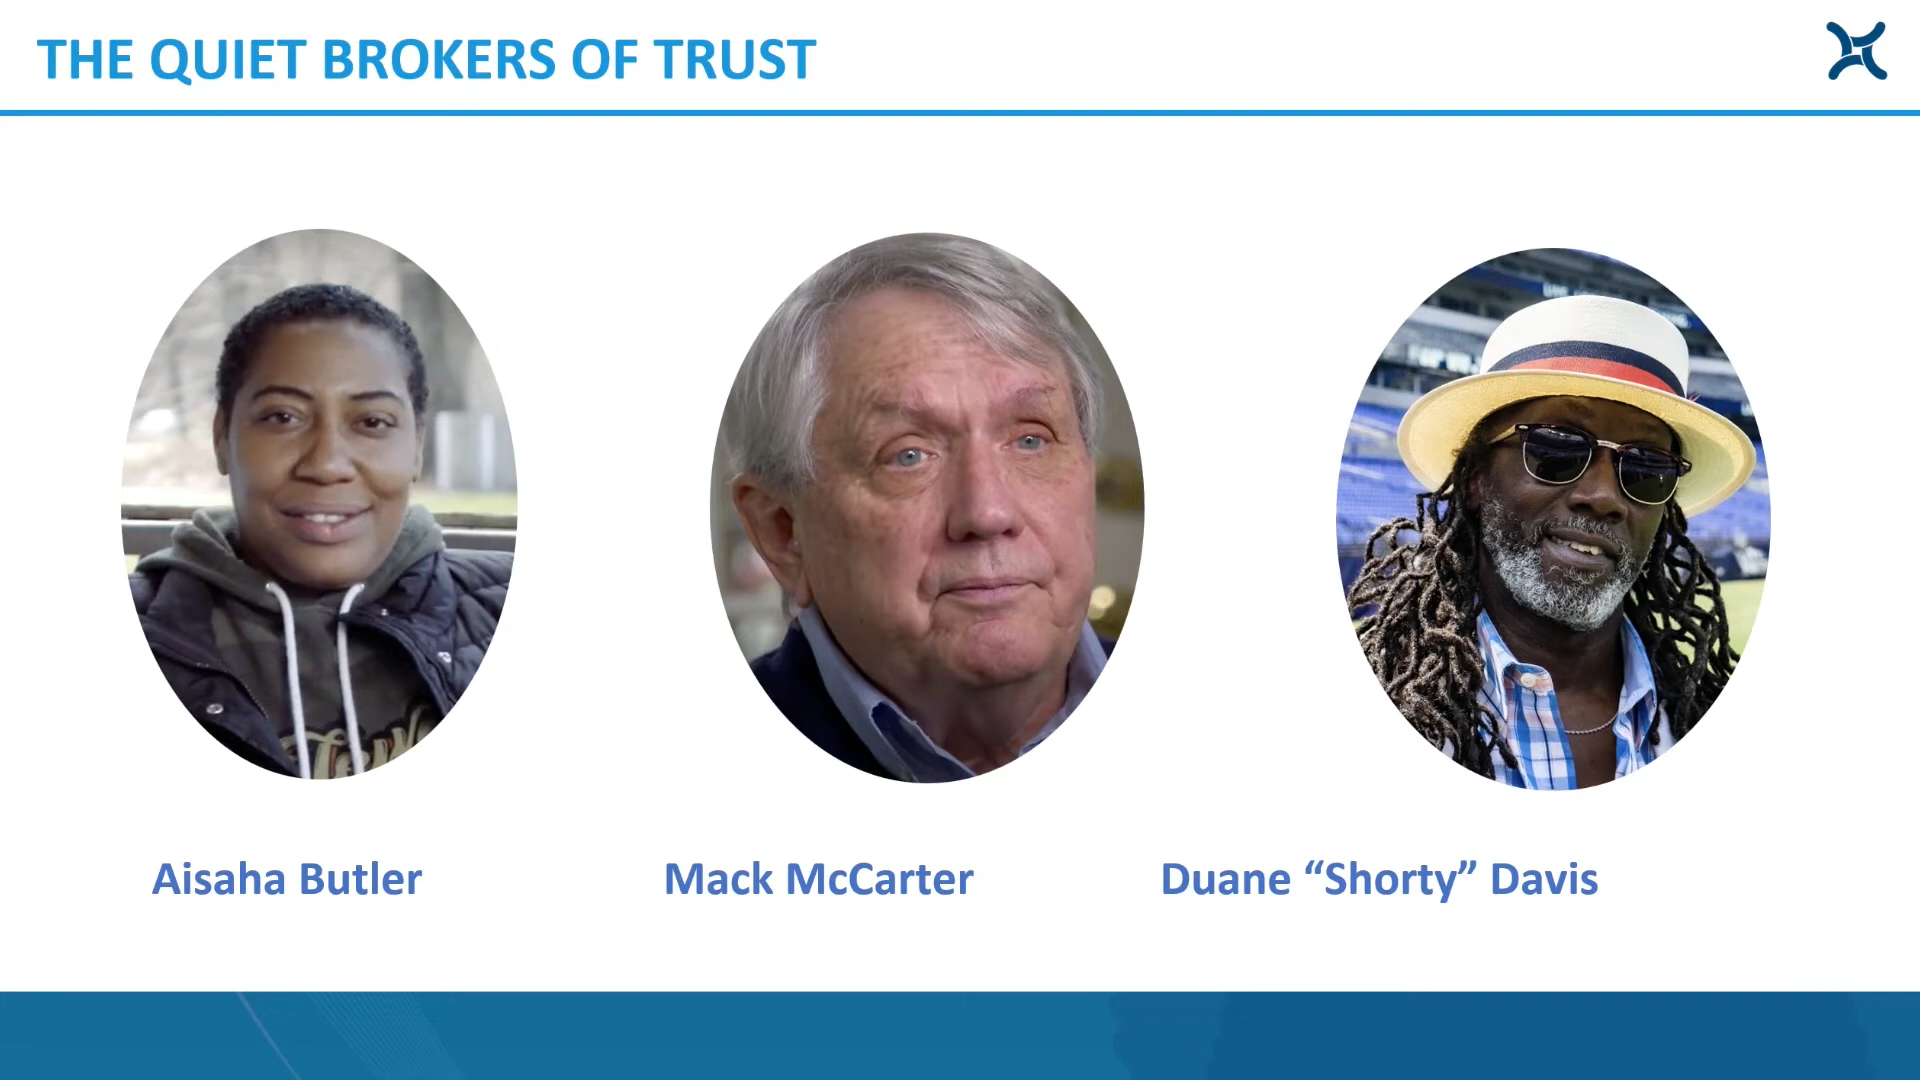 THE QUIET BROKERS OF TRUST
Aisaha Butler
Mack McCarter
Duane “Shorty” Davis